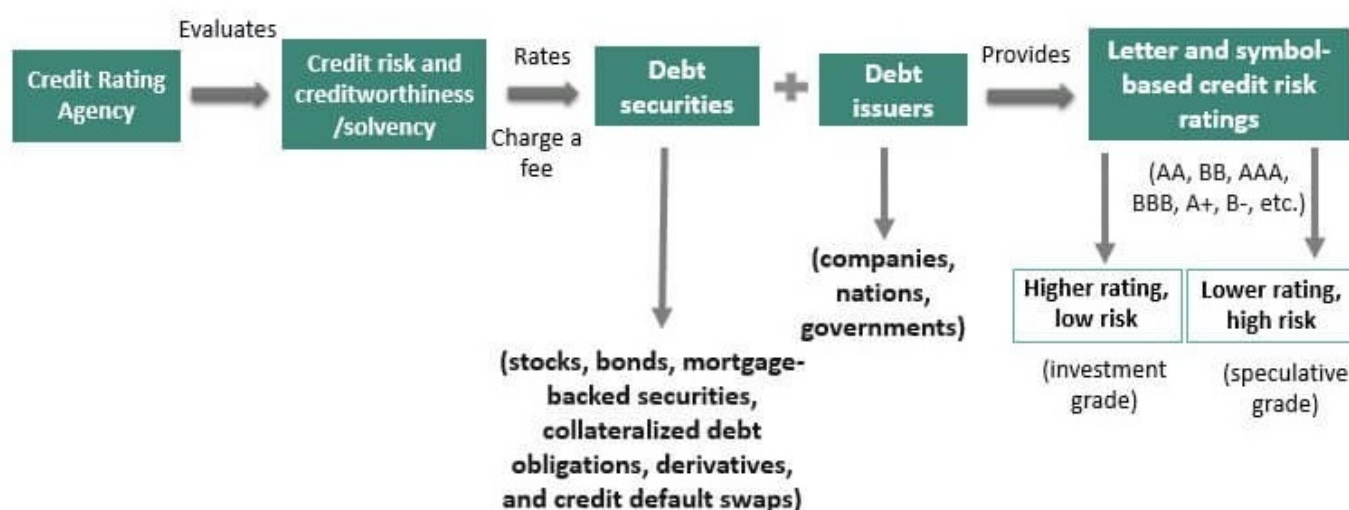 Evaluates
Credit Rating
Agency
Credit risk and
creditworthiness
/solvency
Rates
Charge a
fee
Debt
securities
Debt
issuers
Provides
Letter and symbol-
based credit risk
ratings
(AA, BB, AAA,
BBB, A+, B-, etc.)
(companies,
nations,
governments)
Higher rating,
low risk
Lower rating,
high risk
(investment
grade)
(speculative
grade)
(stocks, bonds, mortgage-
backed securities,
collateralized debt
obligations, derivatives,
and credit default swaps)